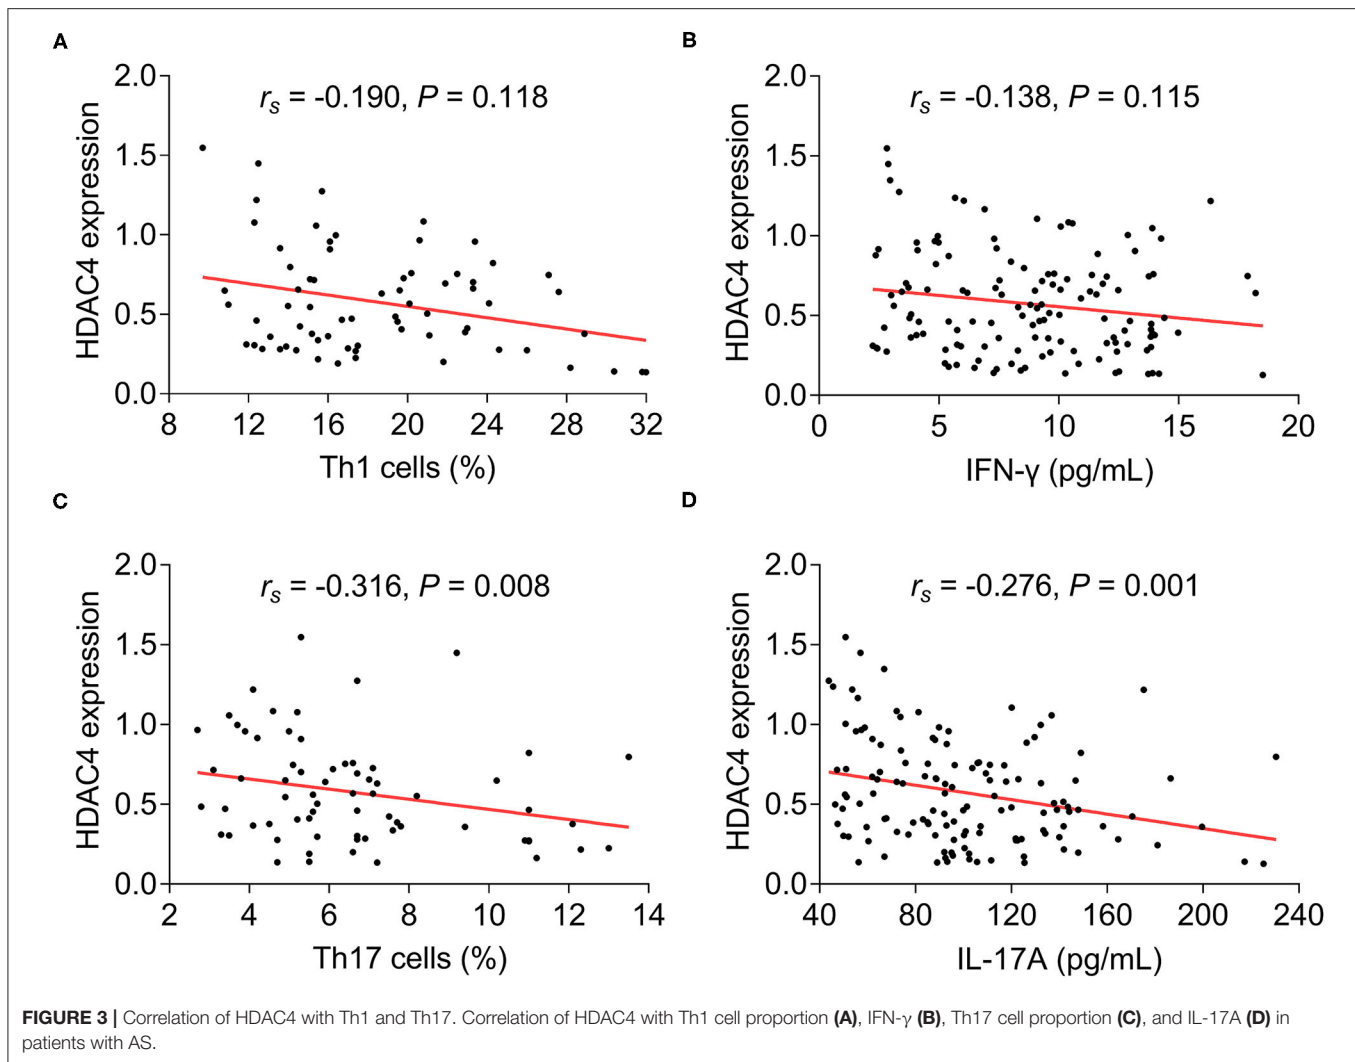 A
HDAC4 expression
rs = -0.190, P = 0.118
2.0
1.5
1.0
0.5
0.0
8 12 16 20 24 28 32
Th1 cells (%)
B
HDAC4 expression
rs = -0.138, P = 0.115
2.0
1.5
1.0
0.5
0.0
0 5 10 15 20
IFN-γ (pg/mL)
C
HDAC4 expression
rs = -0.316, P = 0.008
2.0
1.5
1.0
0.5
0.0
2 4 6 8 10 12 14
Th17 cells (%)
D
HDAC4 expression
rs = -0.276, P = 0.001
2.0
1.5
1.0
0.5
0.0
40 80 120 160 200 240
IL-17A (pg/mL)
FIGURE 3 | Correlation of HDAC4 with Th1 and Th17. Correlation of HDAC4 with Th1 cell proportion (A), IFN-γ (B), Th17 cell proportion (C), and IL-17A (D) in
patients with AS.